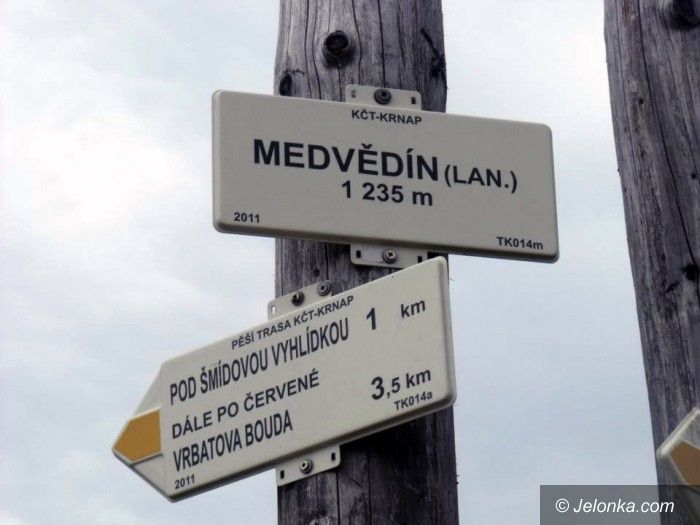 KČT-KRNAP
MEDVĚDÍN (LAN.)
1 235 m
2011 TK014m
PĚŠÍ TRASA KČT-KRNAP
POD ŠMÍDOVOU VYHLÍDKOU 1 km
DÁLE PO ČERVENÉ
VRBATOVA BOUDA 3,5 km
2011 TK014a
© Jelonka.com